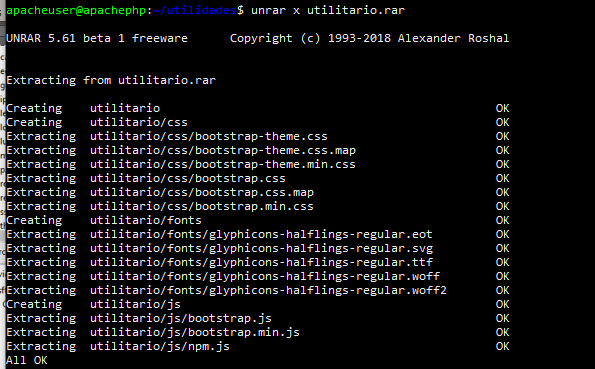 apacheuser@apachephp:~/utilidades$ unrar x utilitario.rar
UNRAR 5.61 beta 1 freeware      Copyright (c) 1993-2018 Alexander Roshal
Extracting from utilitario.rar
Creating    utilitario                                                OK
Creating    utilitario/css                                            OK
Extracting  utilitario/css/bootstrap-theme.css                        OK
Extracting  utilitario/css/bootstrap-theme.css.map                    OK
Extracting  utilitario/css/bootstrap-theme.min.css                    OK
Extracting  utilitario/css/bootstrap.css                              OK
Extracting  utilitario/css/bootstrap.css.map                          OK
Extracting  utilitario/css/bootstrap.min.css                          OK
Creating    utilitario/fonts                                          OK
Extracting  utilitario/fonts/glyphicons-halflings-regular.eot         OK
Extracting  utilitario/fonts/glyphicons-halflings-regular.svg         OK
Extracting  utilitario/fonts/glyphicons-halflings-regular.ttf         OK
Extracting  utilitario/fonts/glyphicons-halflings-regular.woff        OK
Extracting  utilitario/fonts/glyphicons-halflings-regular.woff2       OK
Creating    utilitario/js                                             OK
Extracting  utilitario/js/bootstrap.js                                OK
Extracting  utilitario/js/bootstrap.min.js                            OK
Extracting  utilitario/js/npm.js                                      OK
All OK